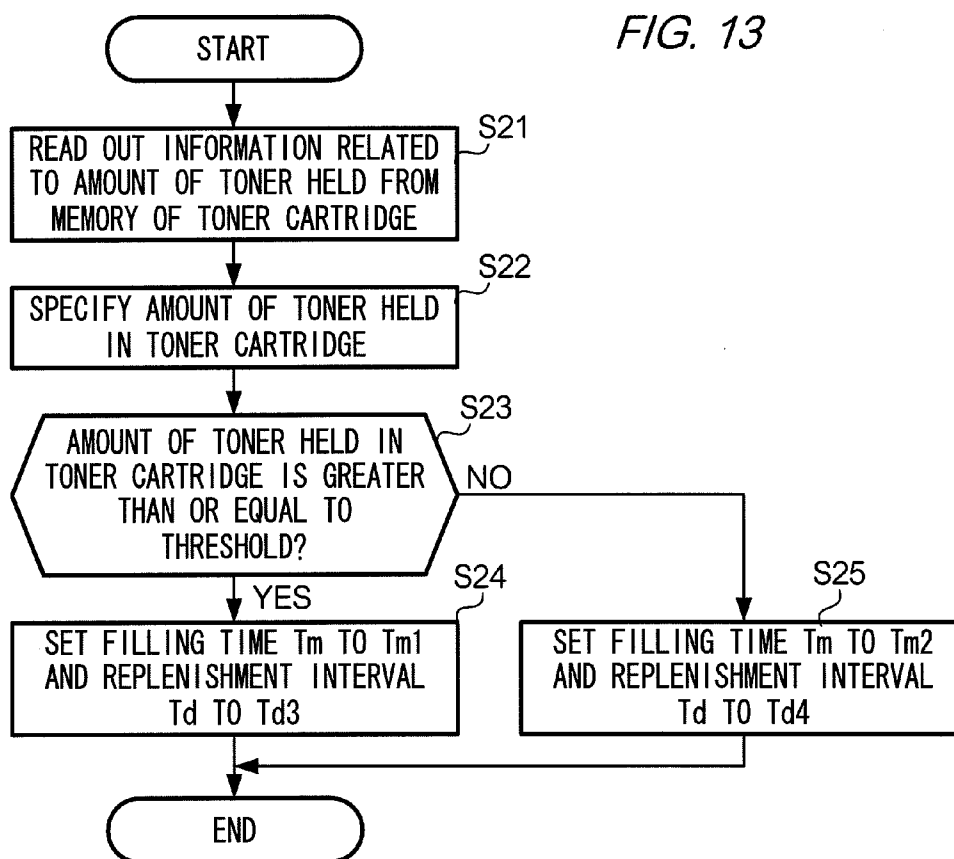 FIG. 13
START
S21
READ OUT INFORMATION RELATED
TO AMOUNT OF TONER HELD FROM
MEMORY OF TONER CARTRIDGE
S22
SPECIFY AMOUNT OF TONER HELD
IN TONER CARTRIDGE
S23
AMOUNT OF TONER HELD IN
TONER CARTRIDGE IS GREATER
THAN OR EQUAL TO
THRESHOLD?
NO
YES
S24
SET FILLING TIME Tm TO Tm1
AND REPLENISHMENT INTERVAL
Td TO Td3
S25
SET FILLING TIME Tm TO Tm2
AND REPLENISHMENT INTERVAL
Td TO Td4
END